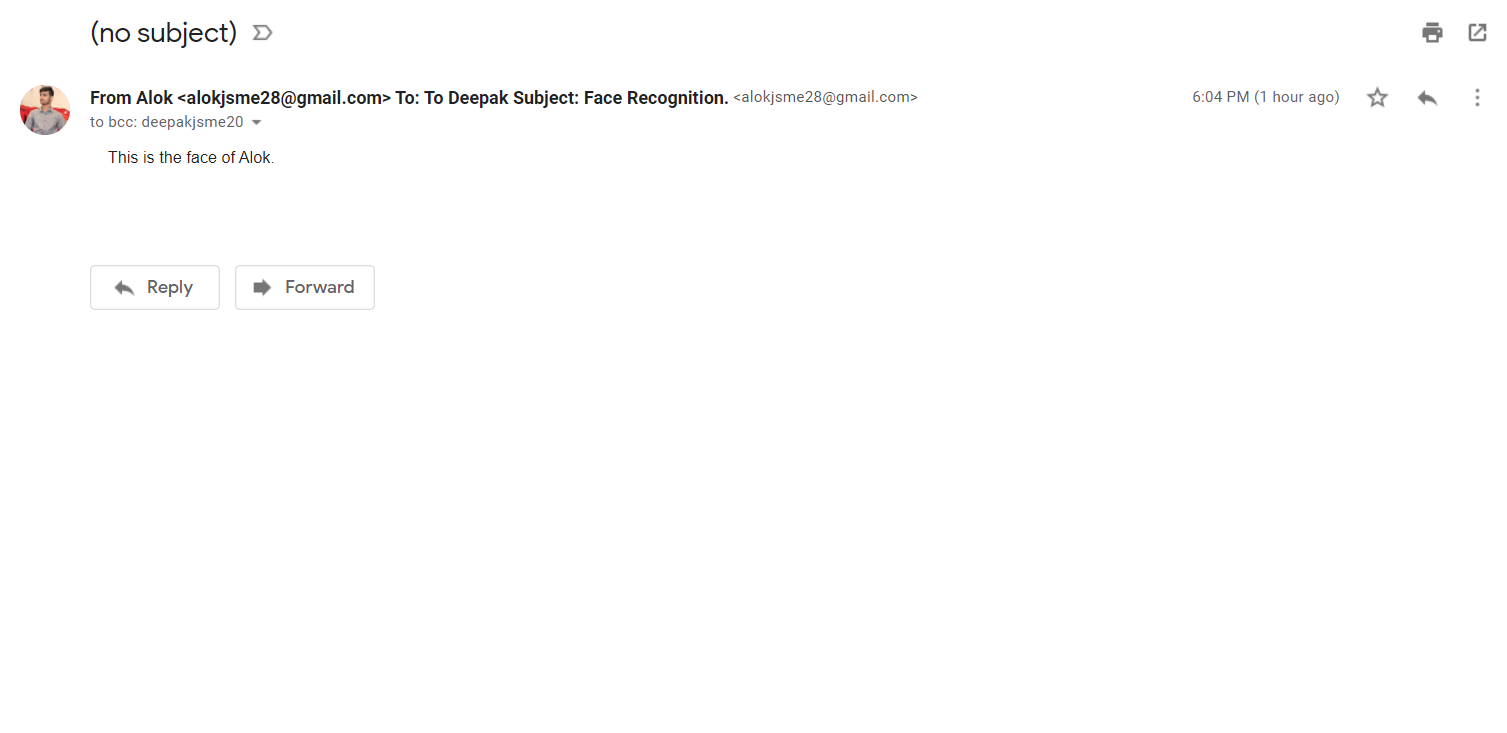 (no subject)
From Alok <alokjsme28@gmail.com> To: To Deepak Subject: Face Recognition. <alokjsme28@gmail.com> 6:04 PM (1 hour ago)
to bcc: deepakjsme20
This is the face of Alok.
Reply Forward